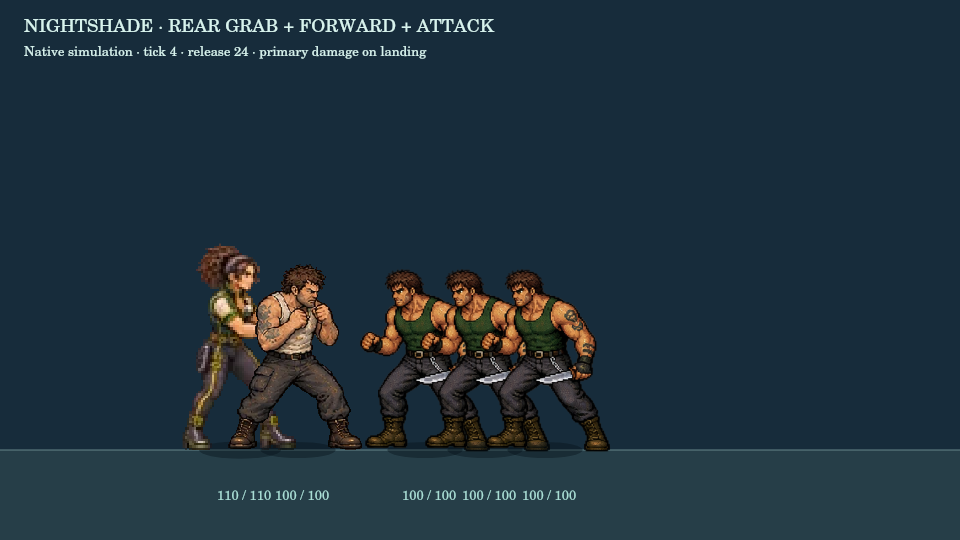 NIGHTSHADE · REAR GRAB + FORWARD + ATTACK
Native simulation · tick 4 · release 24 · primary damage on landing
110 / 110 100 / 100 100 / 100 100 / 100 100 / 100